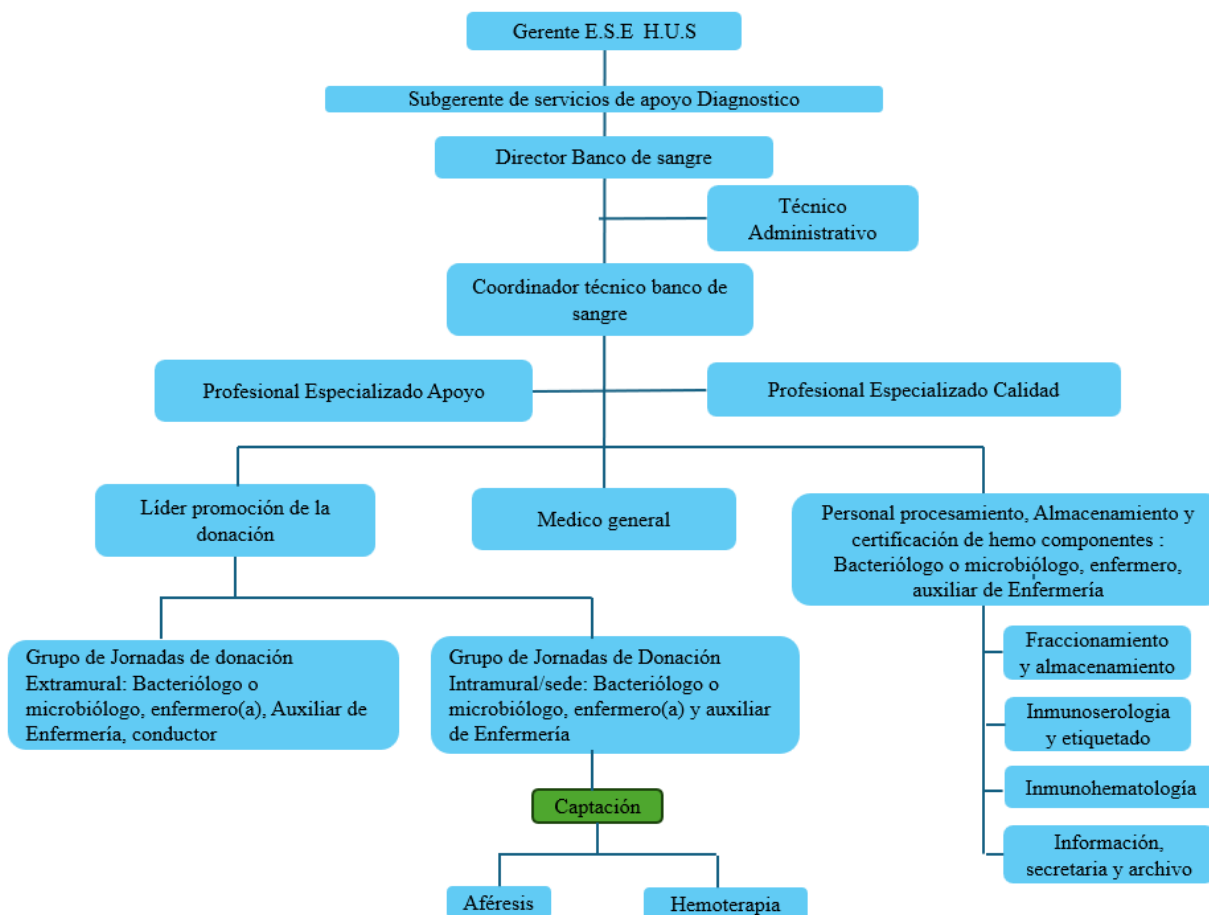 Gerente E.S.E H.U.S
Subgerente de servicios de apoyo Diagnostico
Director Banco de sangre
Técnico
Administrativo
Coordinador técnico banco de
sangre
Profesional Especializado Apoyo
Profesional Especializado Calidad
Líder promoción de la
donación
Medico general
Personal procesamiento, Almacenamiento y
certificación de hemo componentes :
Bacteriólogo o microbiólogo, enfermero,
auxiliar de Enfermería
Grupo de Jornadas de donación
Extramural: Bacteriólogo o
microbiólogo, enfermero(a), Auxiliar de
Enfermería, conductor
Grupo de Jornadas de Donación
Intramural/sede: Bacteriólogo o
microbiólogo, enfermero(a) y auxiliar
de Enfermería
Fraccionamiento
y almacenamiento
Inmunoserologia
y etiquetado
Inmunohematología
Información,
secretaria y archivo
Captación
Aféresis
Hemoterapia